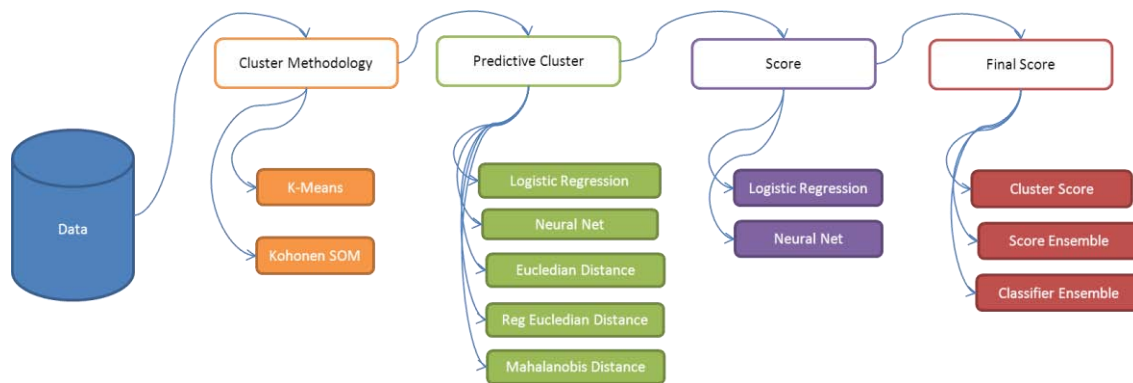 Cluster Methodology
Predictive Cluster
Score
Final Score
Data
K-Means
Kohonen SOM
Logistic Regression
Neural Net
Eucledian Distance
Reg Eucledian Distance
Mahalanobis Distance
Logistic Regression
Neural Net
Cluster Score
Score Ensemble
Classifier Ensemble